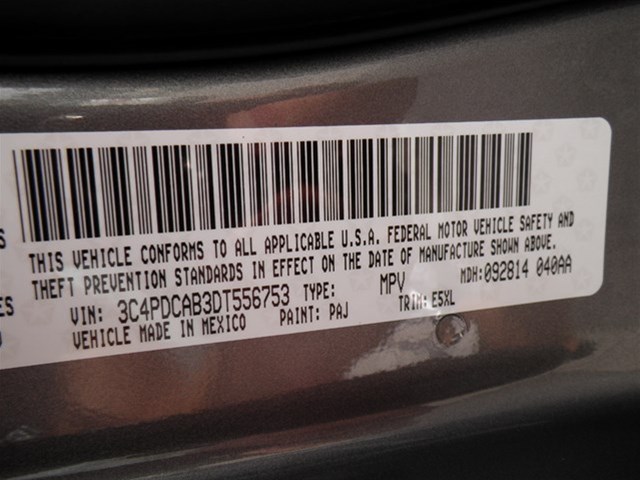 THIS VEHICLE CONFORMS TO ALL APPLICABLE U.S.A. FEDERAL MOTOR VEHICLE SAFETY AND
THEFT PREVENTION STANDARDS IN EFFECT ON THE DATE OF MANUFACTURE SHOWN ABOVE.
VIN: 3C4PDCAB3DT556753 TYPE: MPV MDH:092814 040AA
VEHICLE MADE IN MEXICO PAINT: PAJ TRIM: E5XL